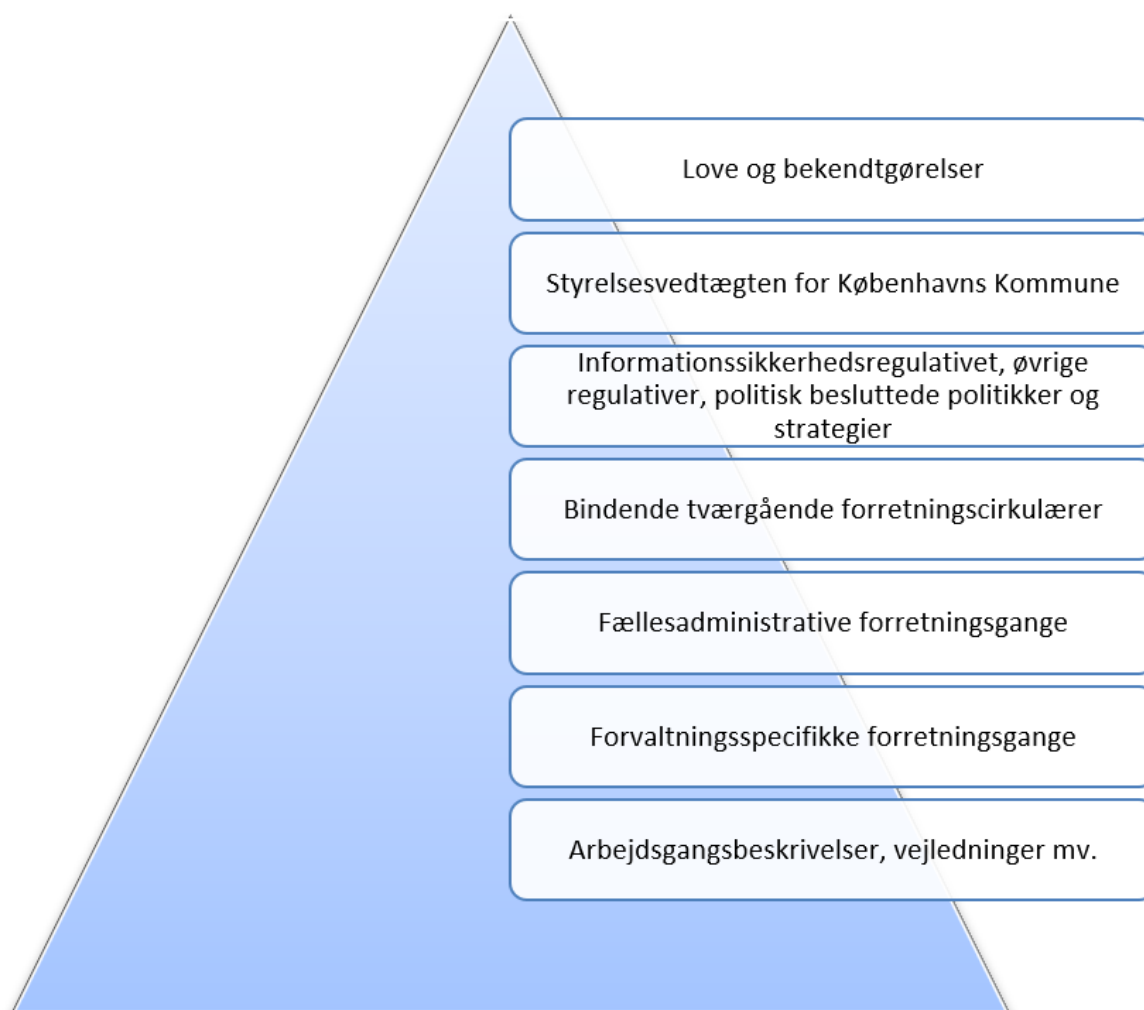 Love og bekendtgørelser
Styrelsesvedtægten for Københavns Kommune
Informationssikkerhedsregulativet, øvrige
regulativer, politisk besluttede politikker og
strategier
Bindende tværgående forretningscirkulærer
Fællesadministrative forretningsgange
Forvaltningsspecifikke forretningsgange
Arbejdsgangsbeskrivelser, vejledninger mv.